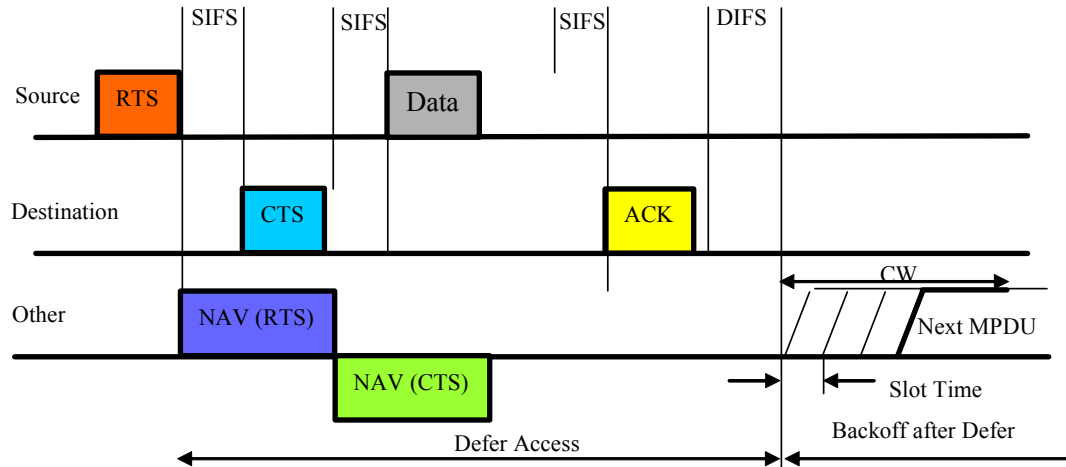 SIFS
SIFS
SIFS
DIFS
Source
RTS
Data
Destination
CTS
ACK
CW
Other
NAV (RTS)
Next MPDU
NAV (CTS)
Slot Time
Defer Access
Backoff after Defer